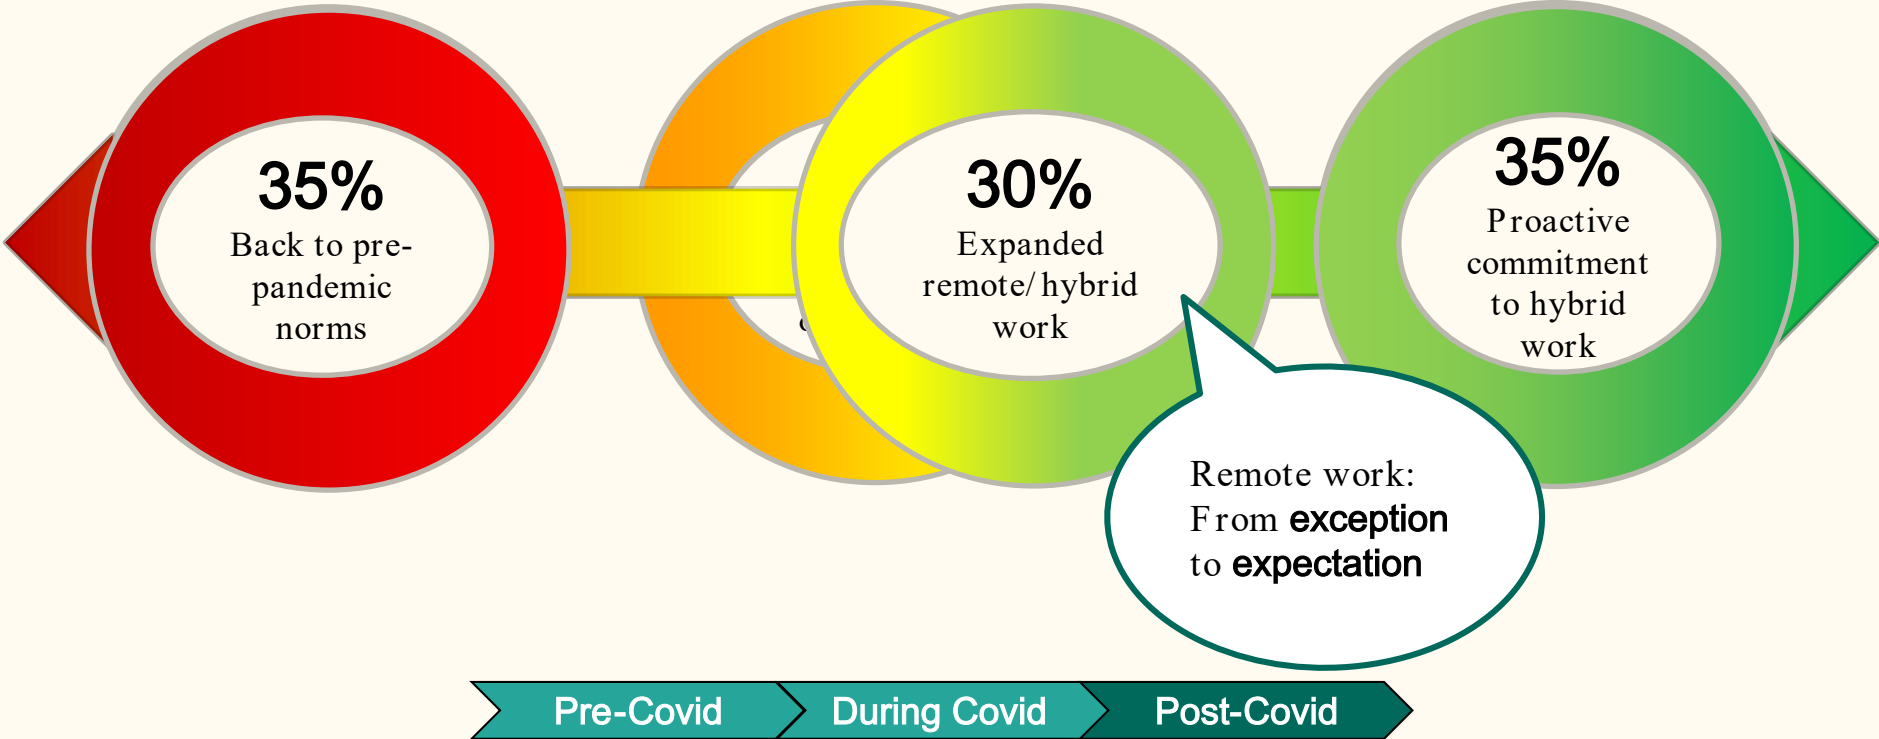 35%
Back to pre-
pandemic
norms
30%
Expanded
remote/hybrid
work
35%
Proactive
commitment
to hybrid
work
Remote work:
From exception
to expectation
Pre-Covid
During Covid
Post-Covid